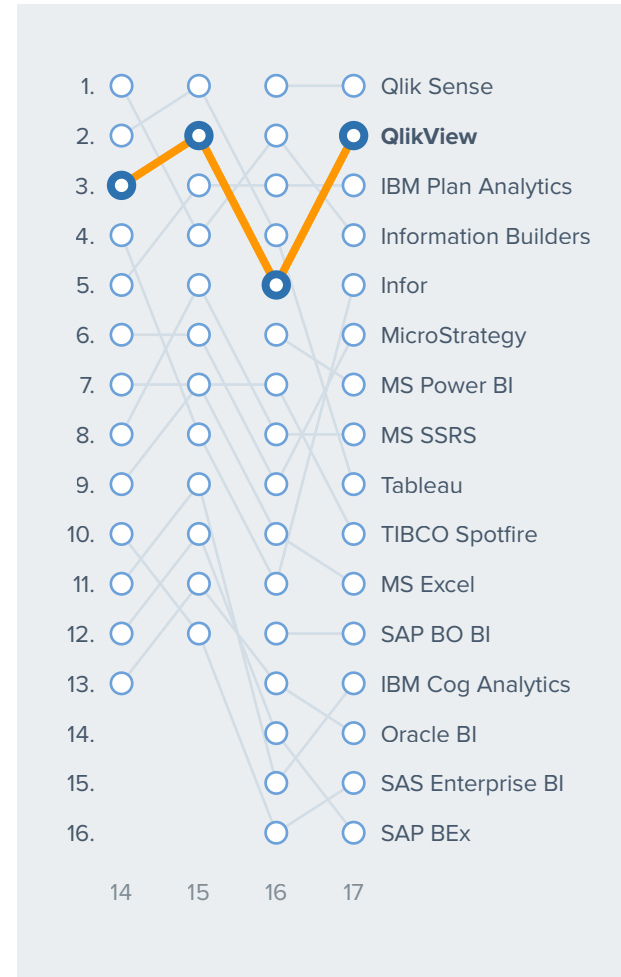 1. Qlik Sense
2. QlikView
3. IBM Plan Analytics
4. Information Builders
5. Infor
6. MicroStrategy
7. MS Power BI
8. MS SSRS
9. Tableau
10. TIBCO Spotfire
11. MS Excel
12. SAP BO BI
13. IBM Cog Analytics
14. Oracle BI
15. SAS Enterprise BI
16. SAP BEx
14 15 16 17